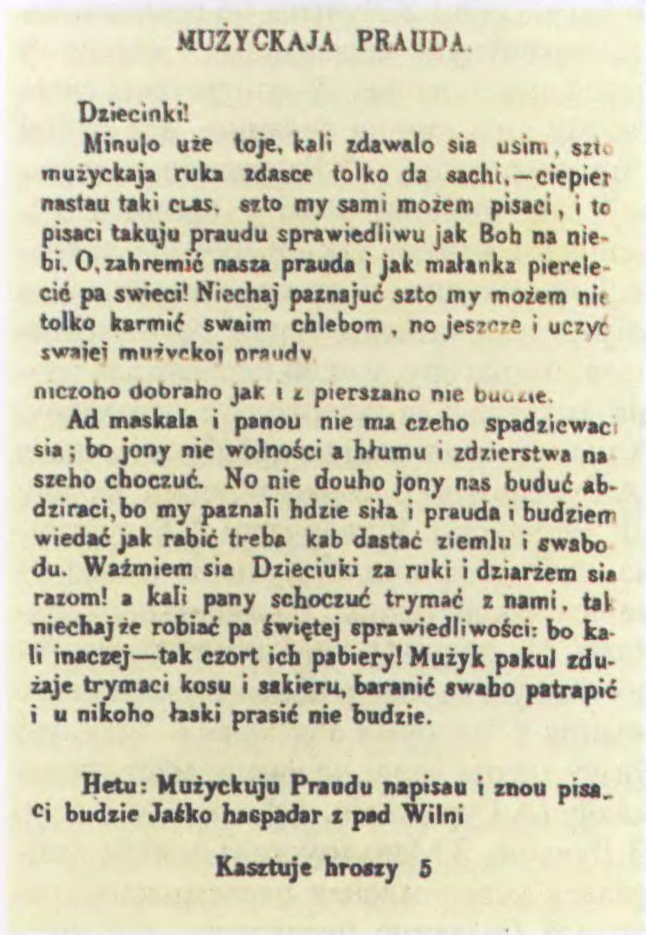 MUŻYCKAJA PRAUDA.
Dziecinki!
Minuło uże toje, kali zdawalo sia usim, szto
mużyckaja ruka zdasce tolko da sachi,—ciepier
nastau taki czas, szto my sami możem pisaci, i to
pisaci takuju praudu sprawiedliwu jak Boh na nie-
bi. O, zahremić nasza prauda i jak małanka pierele-
cić pa swieci! Niechaj paznajuć szto my możem nie
tolko karmić swaim chlebom, no jeszcze i uczyć
swajej mużyckoj praudy
niczoho dobraho jak i z pierszaho nie budzie.
Ad maskala i panou nie ma czeho spadziewaci
sia; bo jony nie wolności a hłumu i zdzierstwa na
szeho choczuć. No nie douho jony nas buduć ab-
dziraci, bo my paznali hdzie siła i prauda i budziem
wiedać jak rabić treba kab dastać ziemlu i swabo-
du. Waźmiem sia Dzieciuki za ruki i dziarżem sia
razom! a kali pany schoczuć trymać z nami, tak
niechaj że robiać pa świętej sprawiedliwości: bo ka-
li inaczej—tak czort ich pabiery! Mużyk pakul zdu-
żaje trymaci kosu i sakieru, baranić swaho patrapić
i u nikoho łaski prasić nie budzie.
Hetu: Mużyckuju Praudu napisau i znou pisa-
ci budzie Jaśko haspadar z pad Wilni
Kasztuje hroszy 5